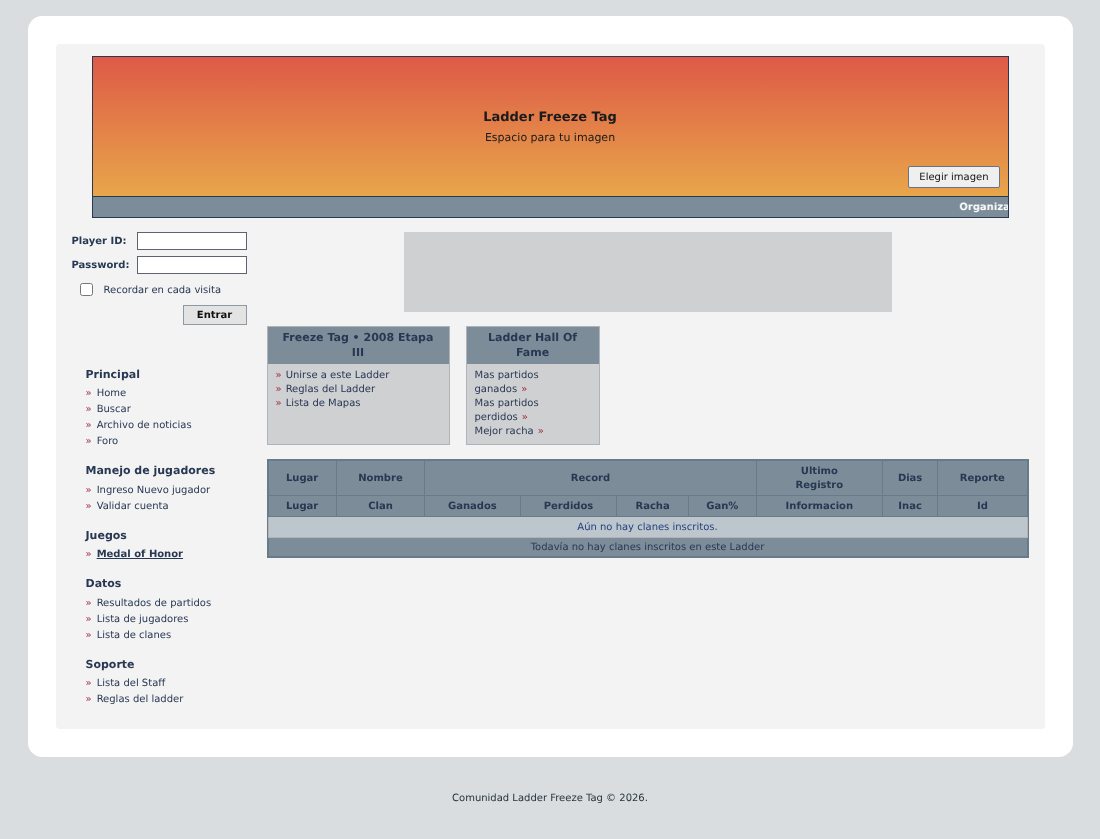 Ladder Freeze Tag
Espacio para tu imagen
Elegir imagen
Organiza
Player ID:
Password:
Recordar en cada visita
Entrar
Principal
» Home
» Buscar
» Archivo de noticias
» Foro
Manejo de jugadores
» Ingreso Nuevo jugador
» Validar cuenta
Juegos
» Medal of Honor
Datos
» Resultados de partidos
» Lista de jugadores
» Lista de clanes
Soporte
» Lista del Staff
» Reglas del ladder
Freeze Tag • 2008 Etapa
III
» Unirse a este Ladder
» Reglas del Ladder
» Lista de Mapas
Ladder Hall Of
Fame
Mas partidos
ganados »
Mas partidos
perdidos »
Mejor racha »
Lugar Nombre Record Ultimo Registro Dias Reporte
Lugar Clan Ganados Perdidos Racha Gan% Informacion Inac Id
Aún no hay clanes inscritos.
Todavía no hay clanes inscritos en este Ladder
Comunidad Ladder Freeze Tag © 2026.